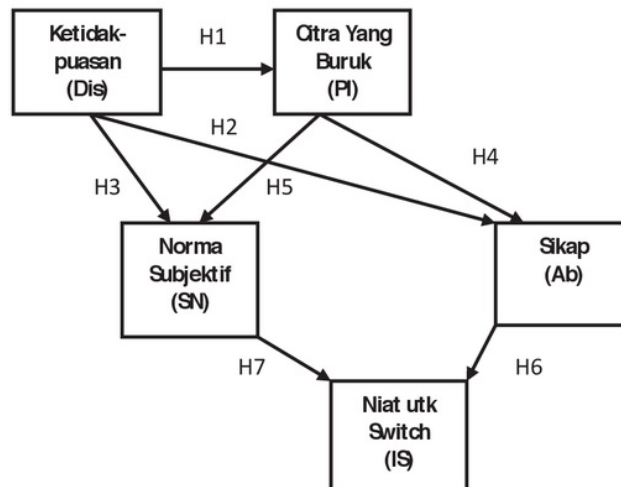 Ketidak-
puasan
(Dis)
H1
Citra Yang
Buruk
(PI)
H2
H4
H3
H5
Norma
Subjektif
(SN)
Sikap
(Ab)
H7
H6
Niat utk
Switch
(IS)